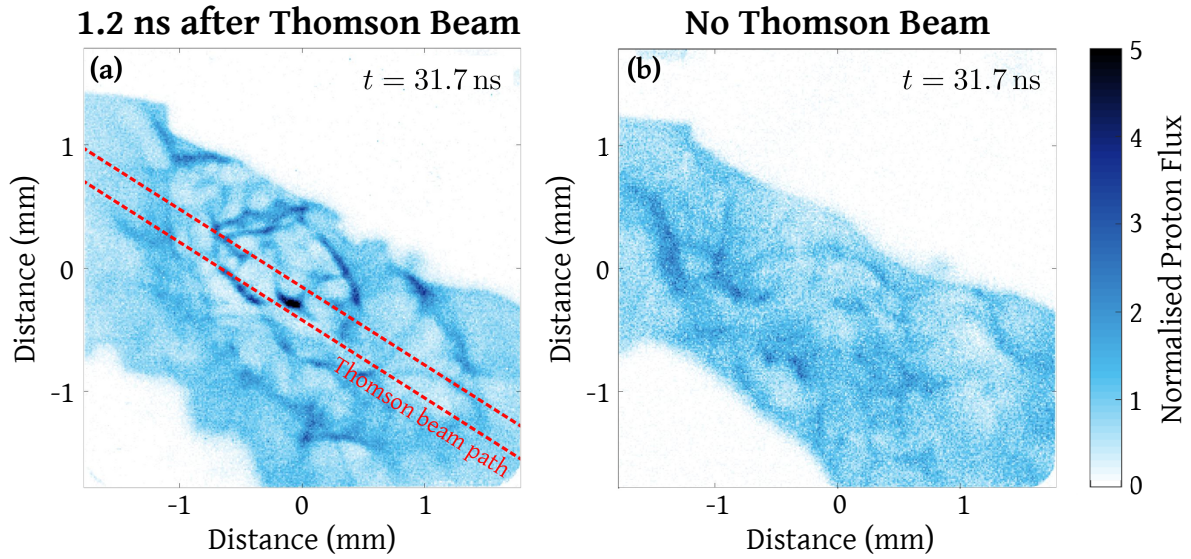 1.2 ns after Thomson Beam
No Thomson Beam
(a)
t = 31.7 ns
(b)
t = 31.7 ns
1
0
-1
Distance (mm)
-1
0
1
Distance (mm)
Thomson beam path
1
0
-1
Distance (mm)
-1
0
1
Distance (mm)
5
4
3
2
1
0
Normalised Proton Flux